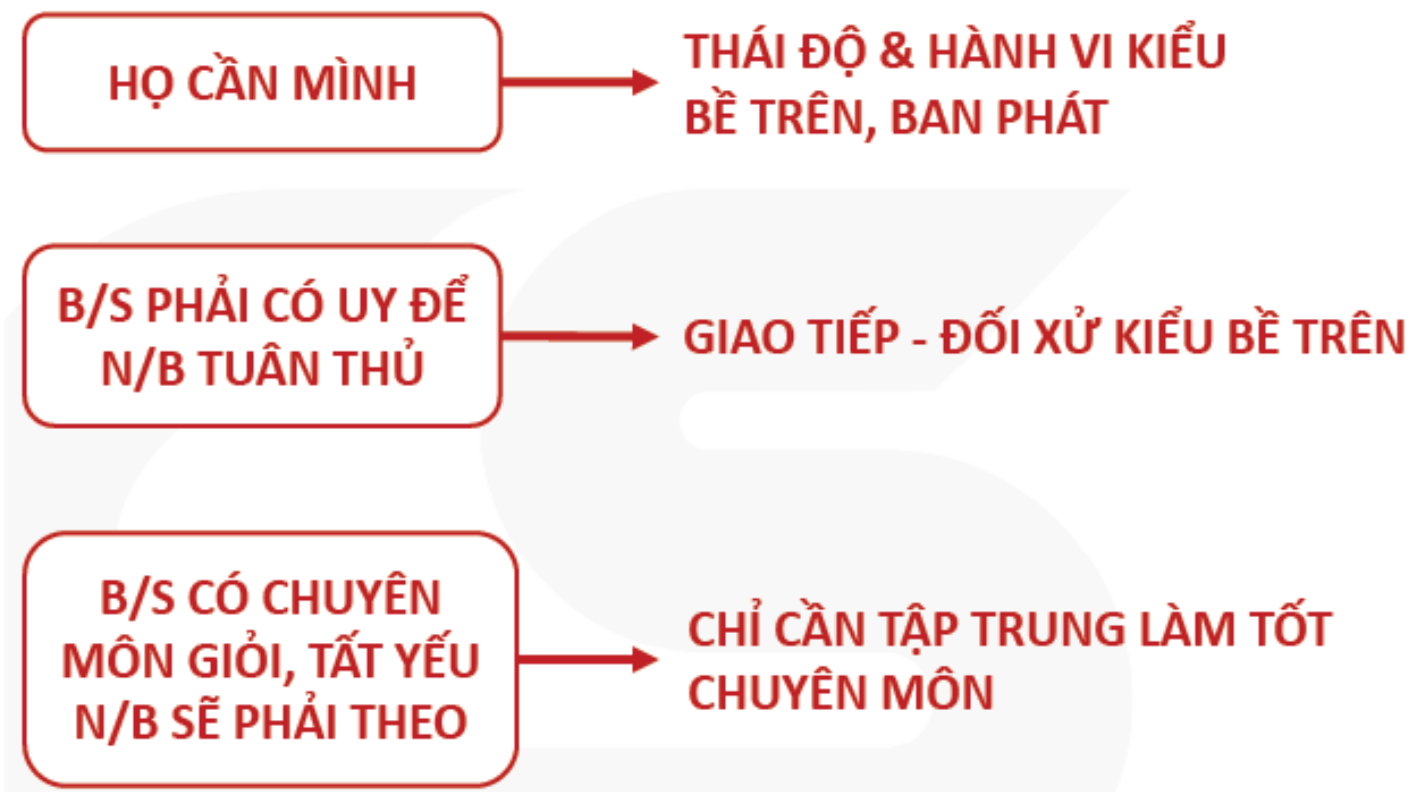 HỌ CẦN MÌNH
THÁI ĐỘ & HÀNH VI KIỂU
BỀ TRÊN, BAN PHÁT
B/S PHẢI CÓ UY ĐỂ
N/B TUÂN THỦ
GIAO TIẾP - ĐỐI XỬ KIỂU BỀ TRÊN
B/S CÓ CHUYÊN
MÔN GIỎI, TẤT YẾU
N/B SẼ PHẢI THEO
CHỈ CẦN TẬP TRUNG LÀM TỐT
CHUYÊN MÔN